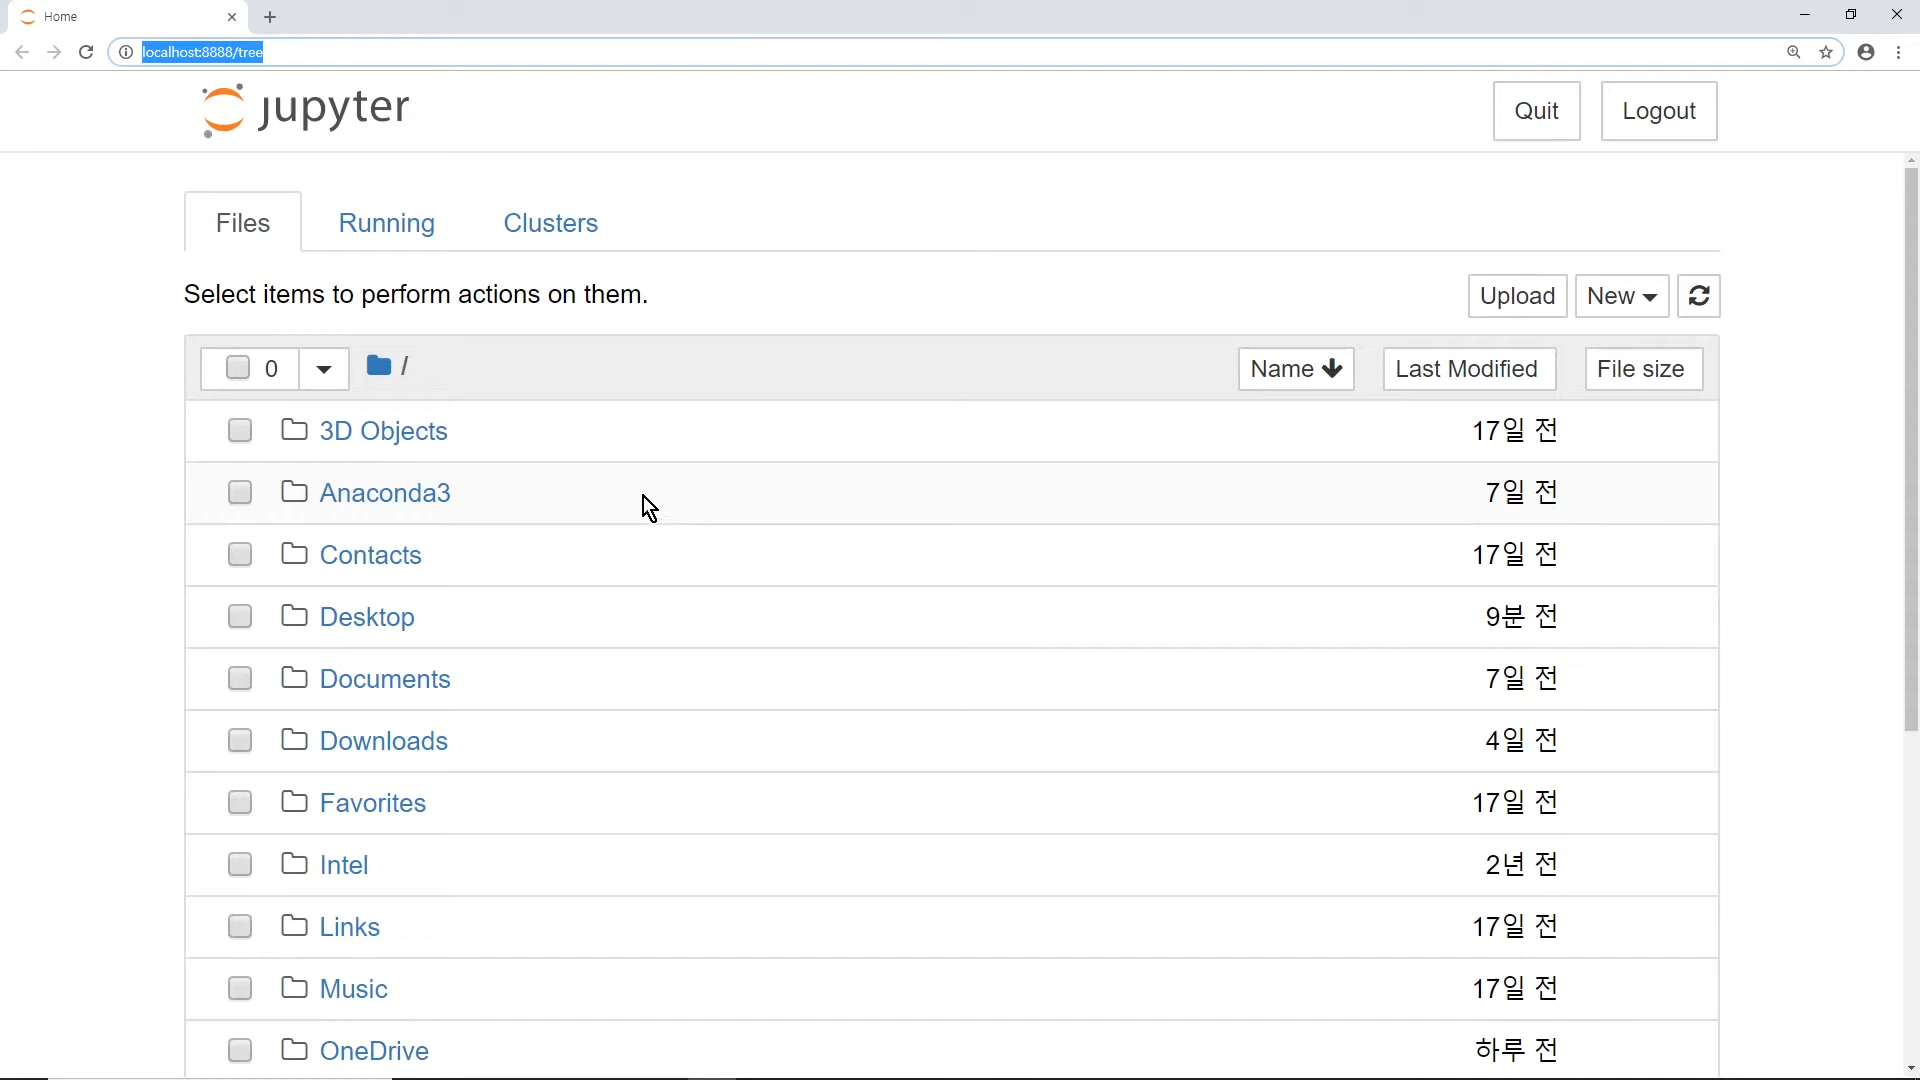 Home
localhost:8888/tree
jupyter
Quit
Logout
Files
Running
Clusters
Select items to perform actions on them.
Upload
New
0
/
Name
Last Modified
File size
3D Objects
17일 전
Anaconda3
7일 전
Contacts
17일 전
Desktop
9분 전
Documents
7일 전
Downloads
4일 전
Favorites
17일 전
Intel
2년 전
Links
17일 전
Music
17일 전
OneDrive
하루 전